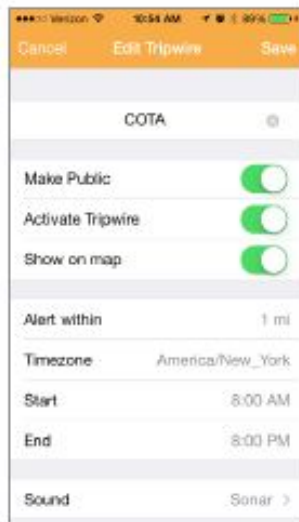 Verizon 10:54 AM 89%
Cancel Edit Tripwire Save
COTA
Make Public
Activate Tripwire
Show on map
Alert within 1 mi
Timezone America/New_York
Start 8:00 AM
End 8:00 PM
Sound Sonar